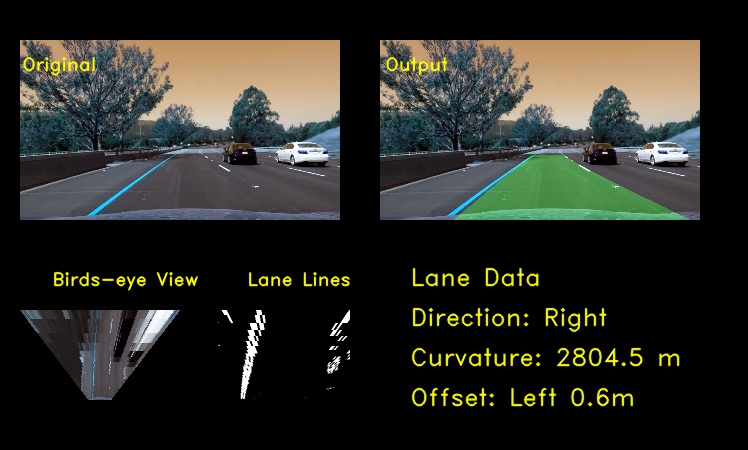 Original
Output
Birds-eye View
Lane Lines
Lane Data
Direction: Right
Curvature: 2804.5 m
Offset: Left 0.6m